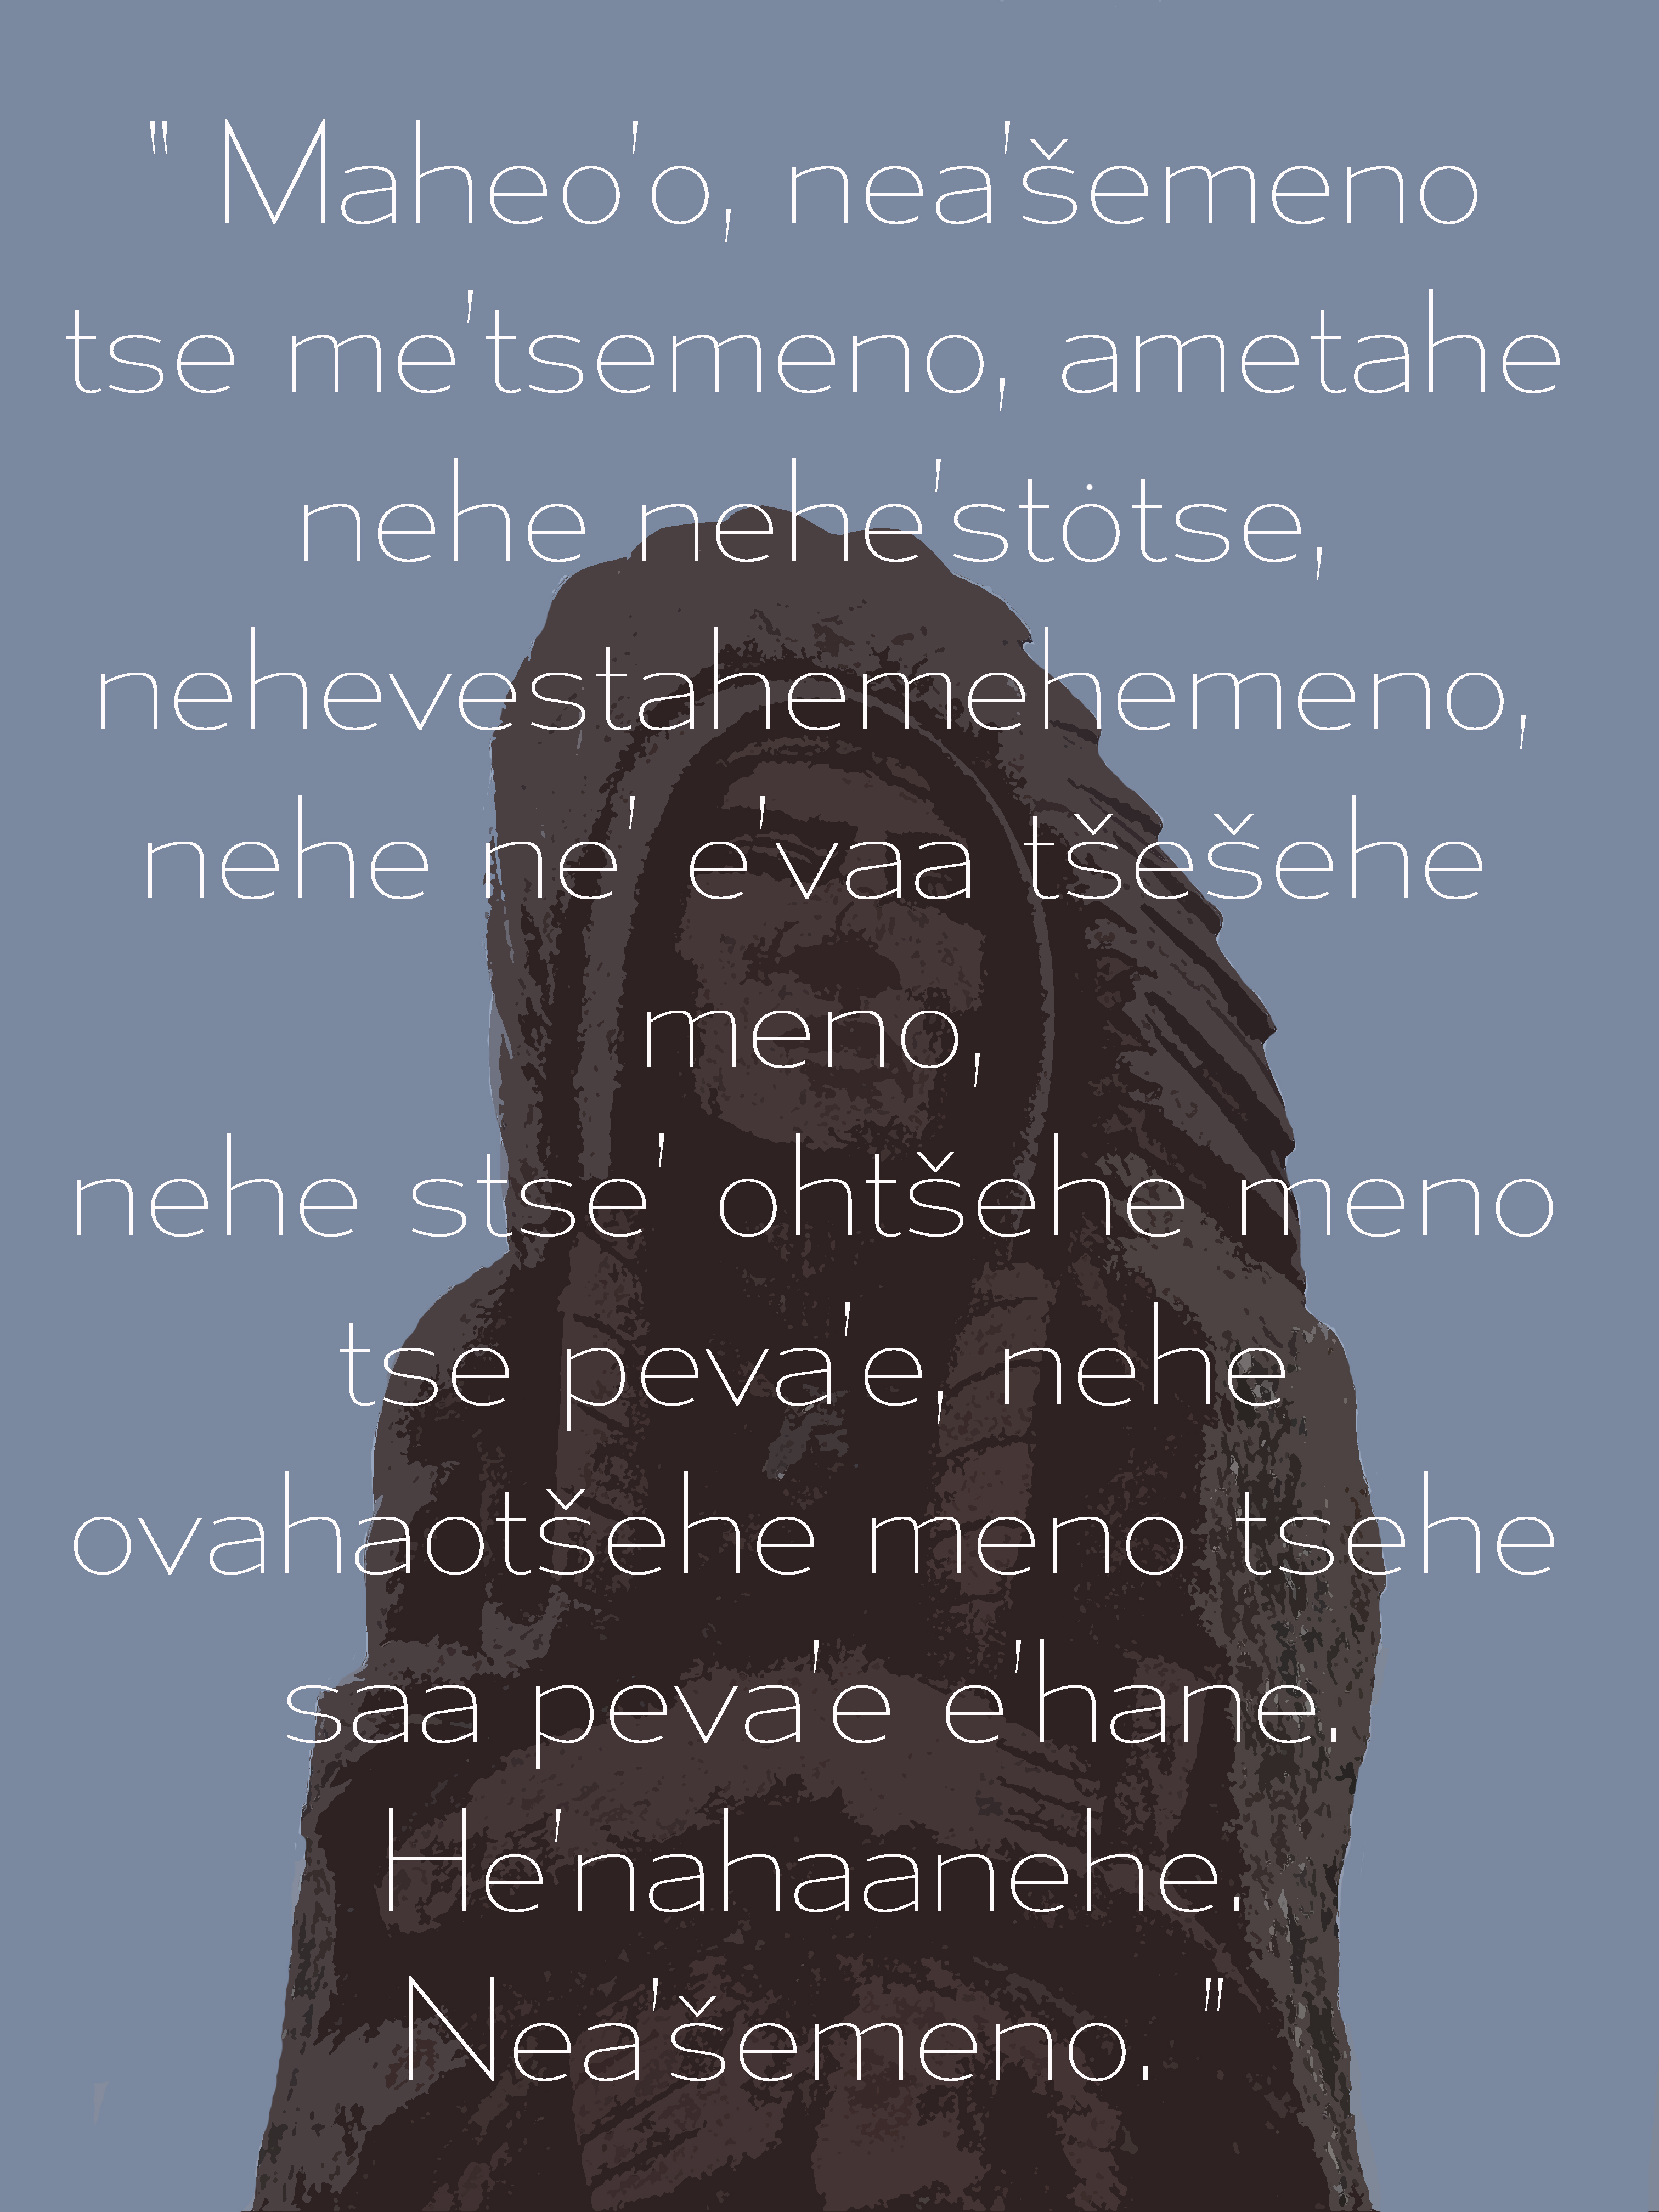 " Maheo'o, nea'šemeno
tse me'tsemeno, ametahe
nehe nehe'stȯtse,
nehevestahemehemeno,
nehe ne' e'vaa tšešehe
meno,
nehe stse' ohtšehe meno
tse peva'e, nehe
ovahaotšehe meno tsehe
saa peva'e e'hane.
He'nahaanehe.
Nea'šemeno. "